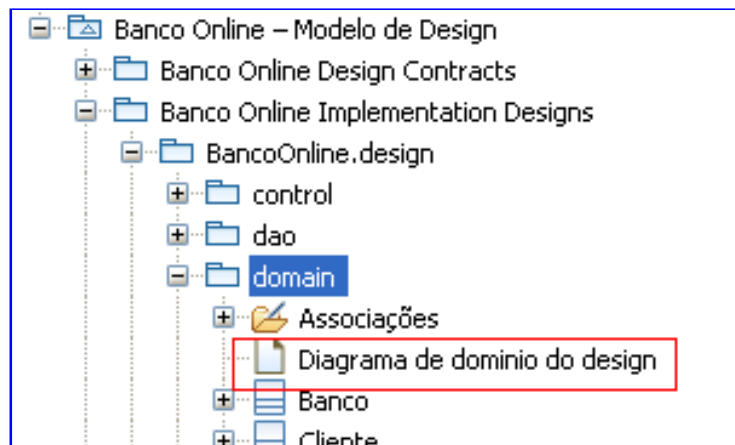 Banco Online – Modelo de Design
Banco Online Design Contracts
Banco Online Implementation Designs
BancoOnline.design
control
dao
domain
Associações
Diagrama de dominio do design
Banco
Cliente